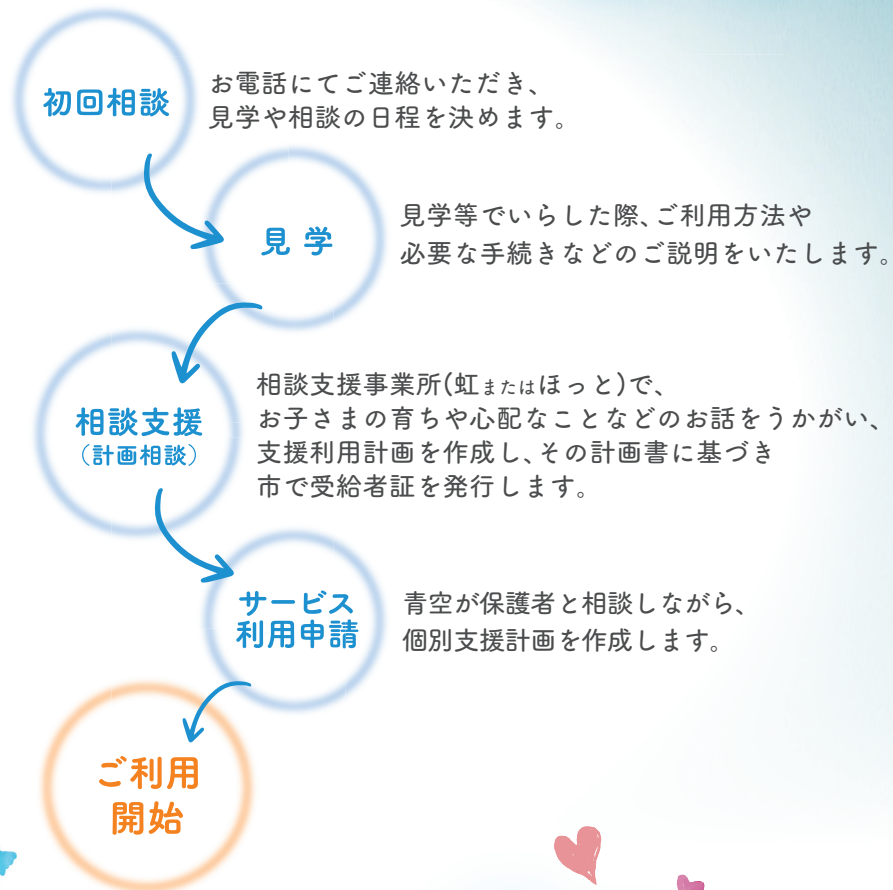 初回相談
お電話にてご連絡いただき、
見学や相談の日程を決めます。
見学
見学等でいらした際、ご利用方法や
必要な手続きなどのご説明をいたします。
相談支援
（計画相談）
相談支援事業所(虹またはほっと)で、
お子さまの育ちや心配なことなどのお話をうかがい、
支援利用計画を作成し、その計画書に基づき
市で受給者証を発行します。
サービス
利用申請
青空が保護者と相談しながら、
個別支援計画を作成します。
ご利用
開始